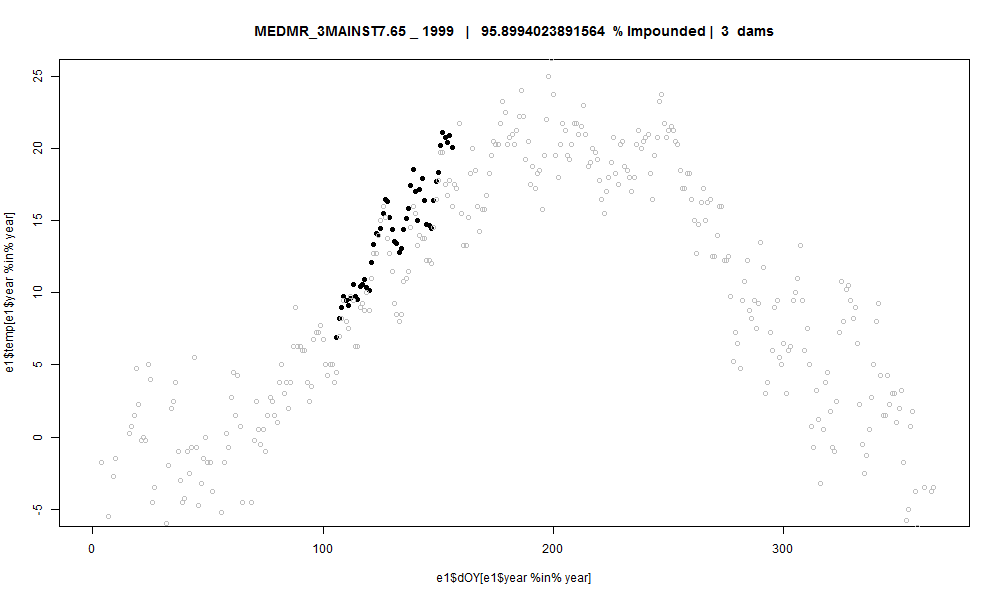 MEDMR_3MAINST7.65 _ 1999 | 95.8994023891564 % Impounded | 3 dams
e1$temp[e1$year %in% year]
25
20
15
10
5
0
-5
0 100 200 300
e1$dOY[e1$year %in% year]